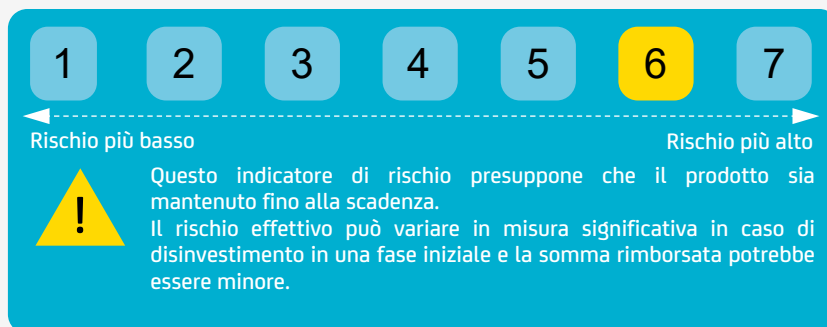 1 2 3 4 5 6 7
Rischio più basso Rischio più alto
Questo indicatore di rischio presuppone che il prodotto sia
mantenuto fino alla scadenza.
!
Il rischio effettivo può variare in misura significativa in caso di
disinvestimento in una fase iniziale e la somma rimborsata potrebbe
essere minore.